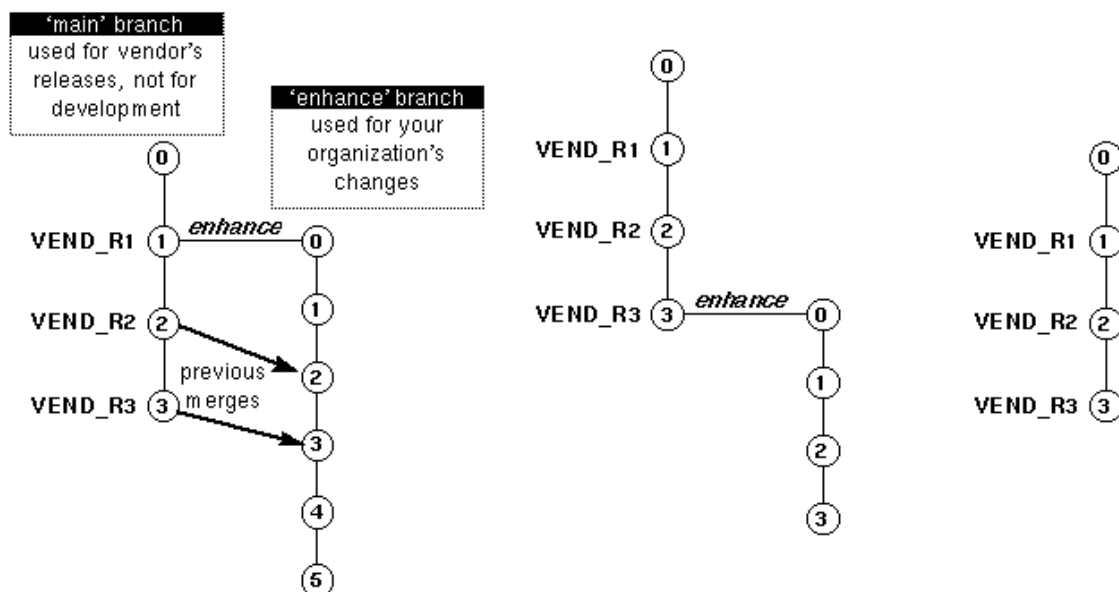 ‘main’ branch
used for vendor’s
releases, not for
development
‘enhance’ branch
used for your
organization’s
changes
0
VEND_R1 1 enhance 0
1
VEND_R2 2
previous
merges
2
VEND_R3 3
3
4
5
0
VEND_R1 1
VEND_R2 2
VEND_R3 3 enhance 0
1
2
3
0
VEND_R1 1
VEND_R2 2
VEND_R3 3